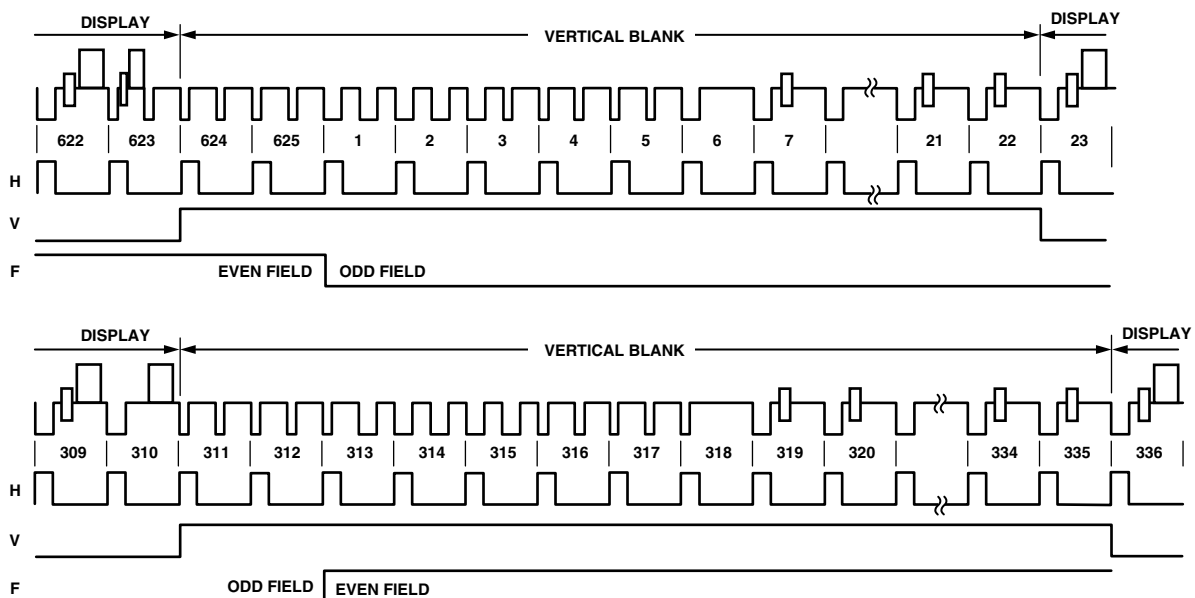 DISPLAY VERTICAL BLANK DISPLAY
622 623 624 625 1 2 3 4 5 6 7 21 22 23
H
V
F EVEN FIELD ODD FIELD
DISPLAY VERTICAL BLANK DISPLAY
309 310 311 312 313 314 315 316 317 318 319 320 334 335 336
H
V
F ODD FIELD EVEN FIELD